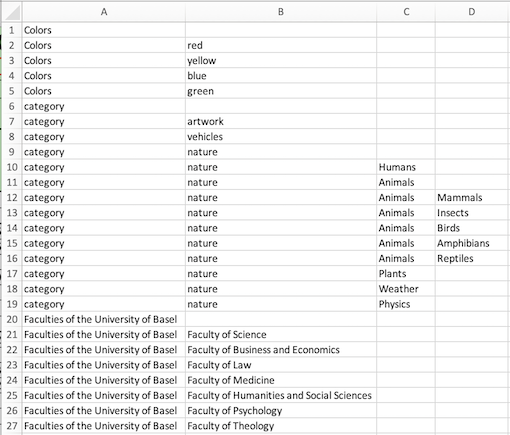 A B C D
1 Colors
2 Colors red
3 Colors yellow
4 Colors blue
5 Colors green
6 category
7 category artwork
8 category vehicles
9 category nature
10 category nature Humans
11 category nature Animals
12 category nature Animals Mammals
13 category nature Animals Insects
14 category nature Animals Birds
15 category nature Animals Amphibians
16 category nature Animals Reptiles
17 category nature Plants
18 category nature Weather
19 category nature Physics
20 Faculties of the University of Basel
21 Faculties of the University of Basel Faculty of Science
22 Faculties of the University of Basel Faculty of Business and Economics
23 Faculties of the University of Basel Faculty of Law
24 Faculties of the University of Basel Faculty of Medicine
25 Faculties of the University of Basel Faculty of Humanities and Social Sciences
26 Faculties of the University of Basel Faculty of Psychology
27 Faculties of the University of Basel Faculty of Theology